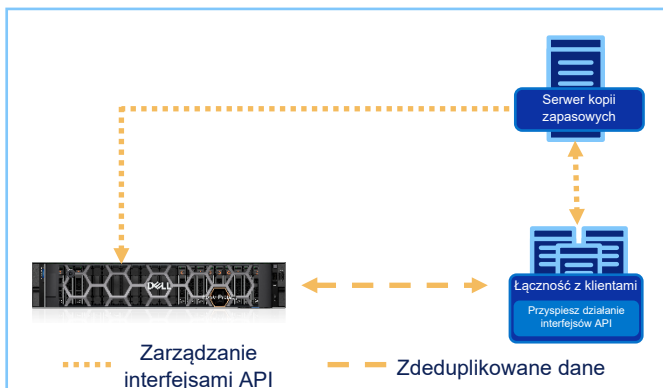 Serwer kopii
zapasowych
DELL
Łączność z klientami
Przyspiesz działanie
interfejsów API
Zarządzanie
interfejsami API
Zdeduplikowane dane